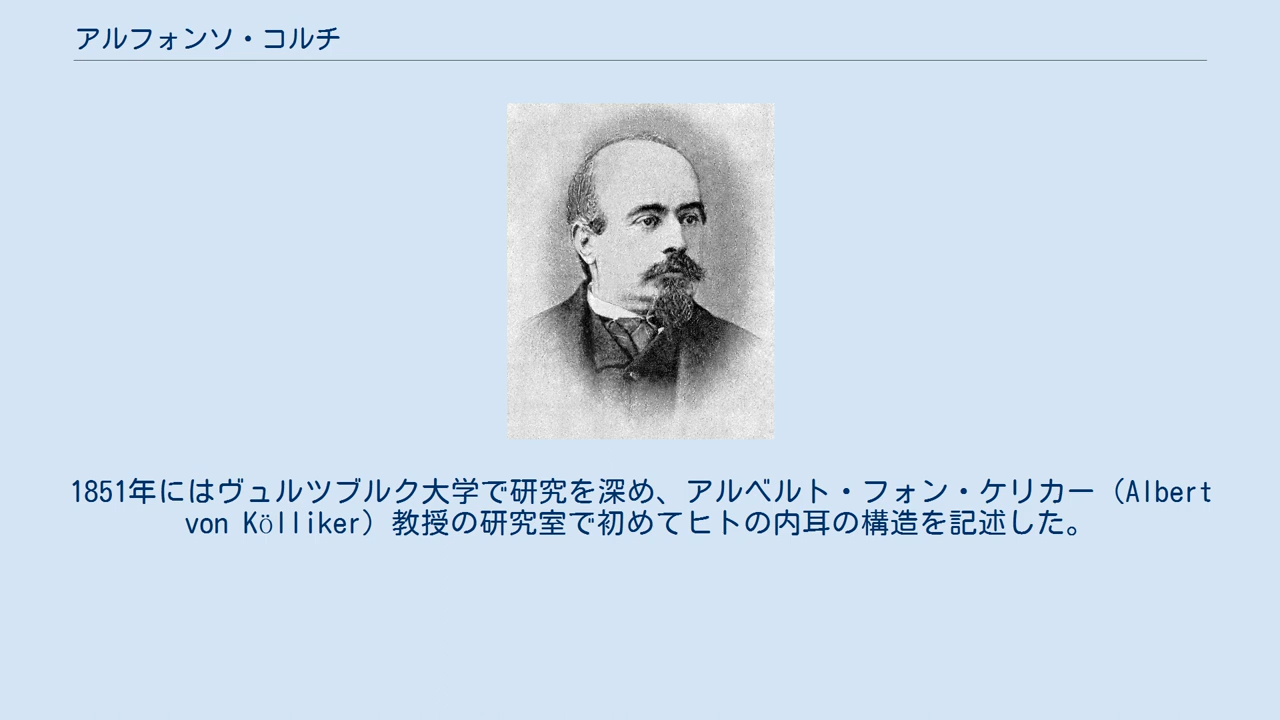 アルフォンソ・コルチ
1851年にはヴュルツブルク大学で研究を深め、アルベルト・フォン・ケリカー（Albert
von Kölliker）教授の研究室で初めてヒトの内耳の構造を記述した。